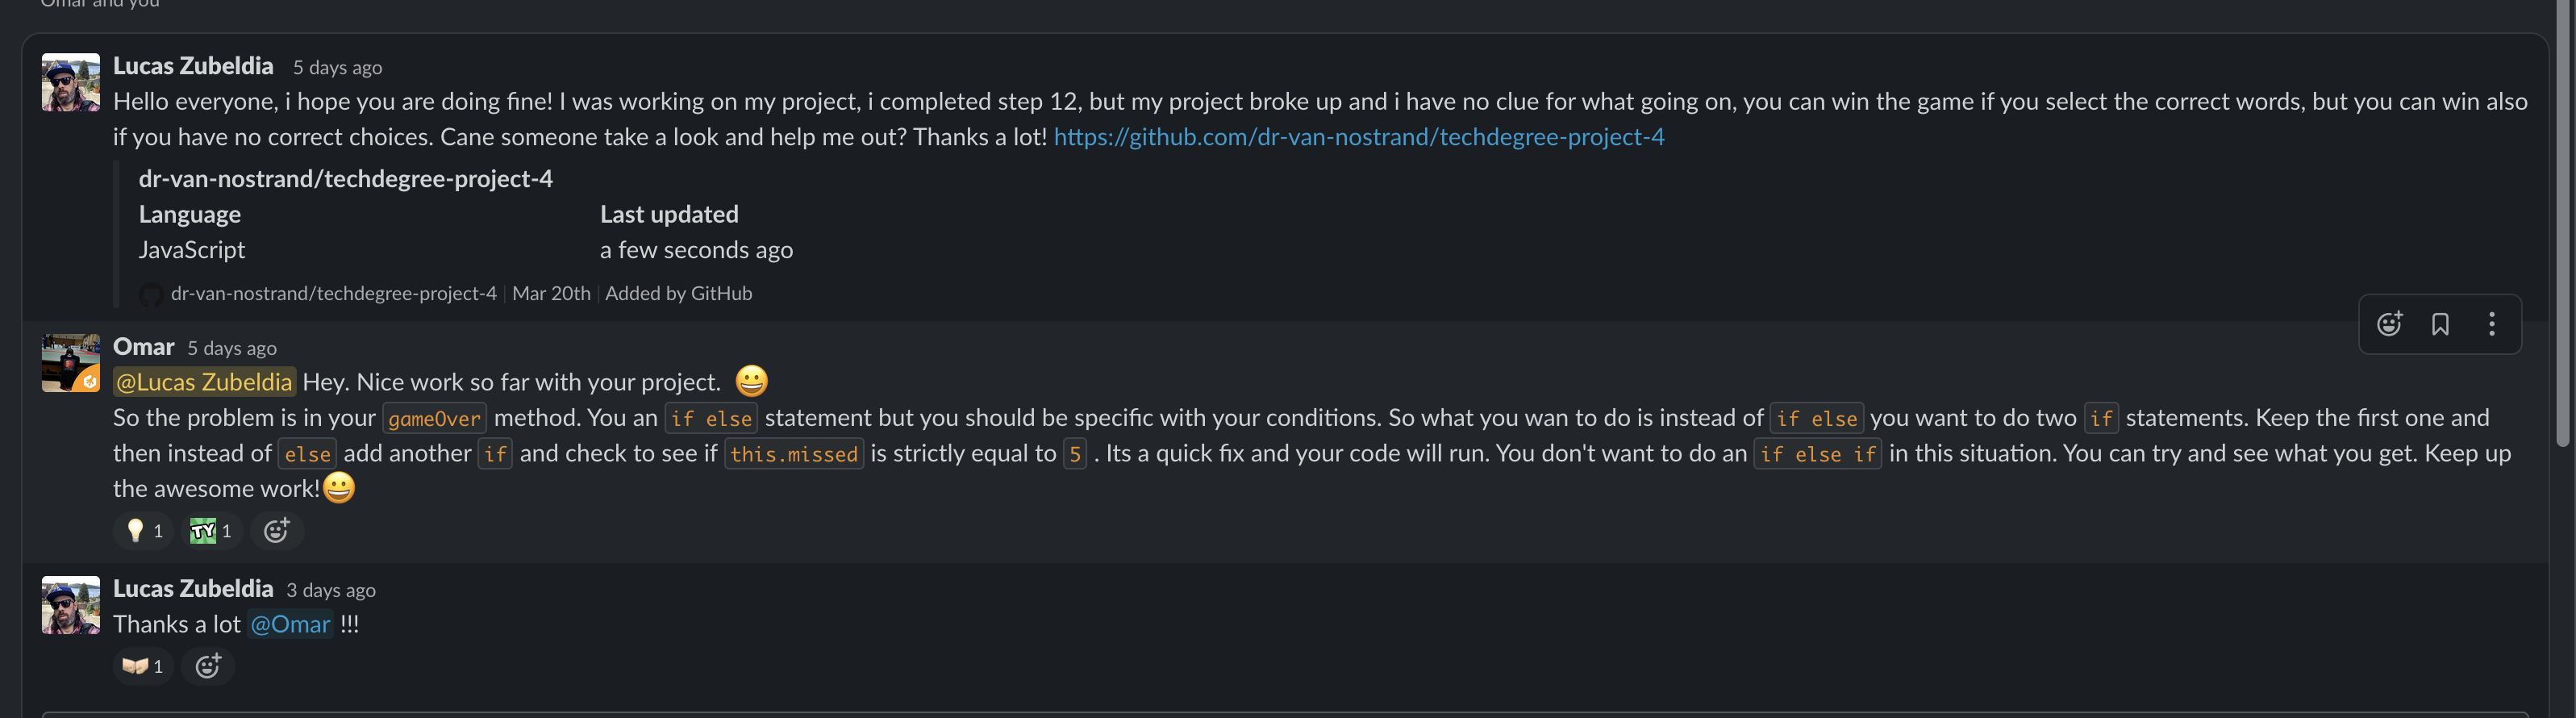 Omar and you
Lucas Zubeldia 5 days ago
Hello everyone, i hope you are doing fine! I was working on my project, i completed step 12, but my project broke up and i have no clue for what going on, you can win the game if you select the correct words, but you can win also
if you have no correct choices. Cane someone take a look and help me out? Thanks a lot! https://github.com/dr-van-nostrand/techdegree-project-4
dr-van-nostrand/techdegree-project-4
Language Last updated
JavaScript a few seconds ago
dr-van-nostrand/techdegree-project-4 | Mar 20th | Added by GitHub
Omar 5 days ago
@Lucas Zubeldia Hey. Nice work so far with your project. 😀
So the problem is in your gameOver method. You an if else statement but you should be specific with your conditions. So what you wan to do is instead of if else you want to do two if statements. Keep the first one and
then instead of else add another if and check to see if this.missed is strictly equal to 5 . Its a quick fix and your code will run. You don't want to do an if else if in this situation. You can try and see what you get. Keep up
the awesome work!😀
💡 1 TY 1
Lucas Zubeldia 3 days ago
Thanks a lot @Omar !!!
1